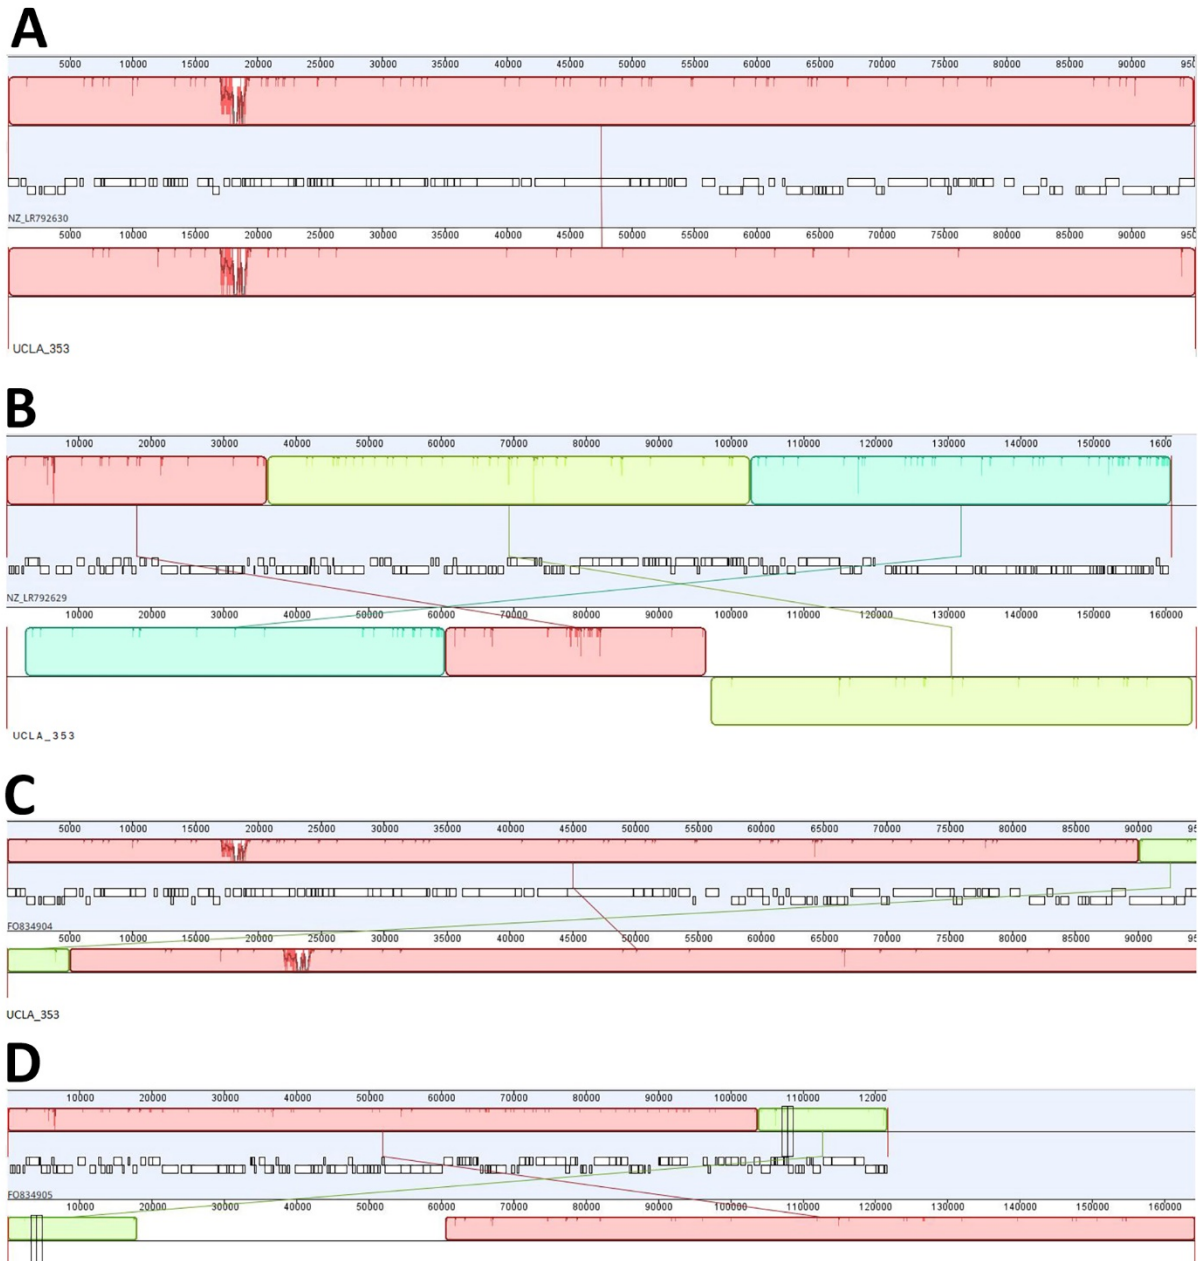 A
5000 10000 15000 20000 25000 30000 35000 40000 45000 50000 55000 60000 65000 70000 75000 80000 85000 90000 950
NZ_LR792630
5000 10000 15000 20000 25000 30000 35000 40000 45000 50000 55000 60000 65000 70000 75000 80000 85000 90000 950
UCLA_353
B
10000 20000 30000 40000 50000 60000 70000 80000 90000 100000 110000 120000 130000 140000 150000 1600
NZ_LR792629
10000 20000 30000 40000 50000 60000 70000 80000 90000 100000 110000 120000 130000 140000 150000 160000
UCLA_353
C
5000 10000 15000 20000 25000 30000 35000 40000 45000 50000 55000 60000 65000 70000 75000 80000 85000 90000 95
FO834904
5000 10000 15000 20000 25000 30000 35000 40000 45000 50000 55000 60000 65000 70000 75000 80000 85000 90000 95
UCLA_353
D
10000 20000 30000 40000 50000 60000 70000 80000 90000 100000 110000 12000
FO834905
10000 20000 30000 40000 50000 60000 70000 80000 90000 100000 110000 120000 130000 140000 150000 160000